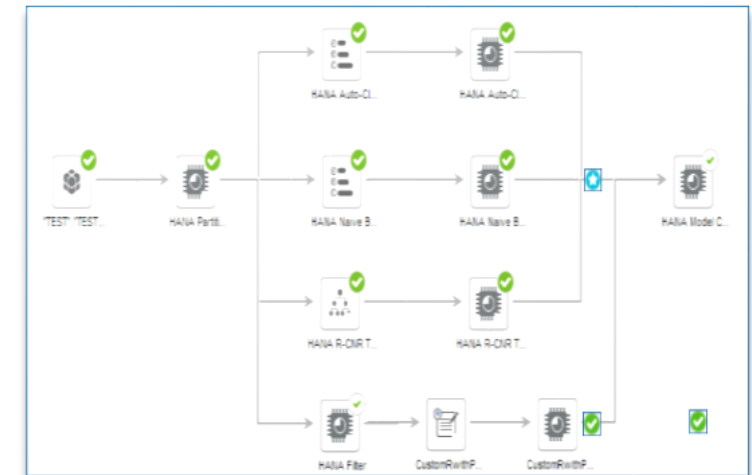 HANA Auto-Cl...
HANA Auto-Cl...
"TEST" "TEST...
HANA Partiti...
HANA Naive B...
HANA Naive B...
HANA Model C...
HANA R-CNR T...
HANA R-CNR T...
HANA Filter
CustomRwithP...
CustomRwithP...